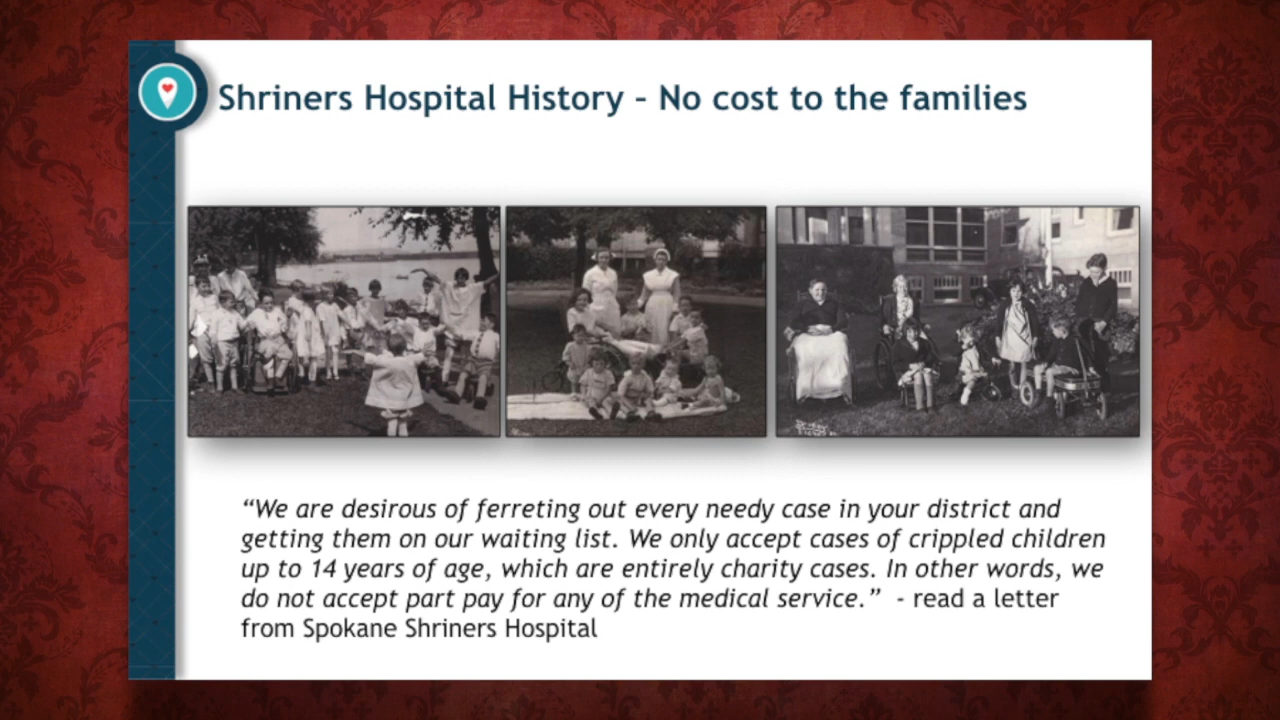 Shriners Hospital History – No cost to the families
“We are desirous of ferreting out every needy case in your district and
getting them on our waiting list. We only accept cases of crippled children
up to 14 years of age, which are entirely charity cases. In other words, we
do not accept part pay for any of the medical service.”  - read a letter
from Spokane Shriners Hospital